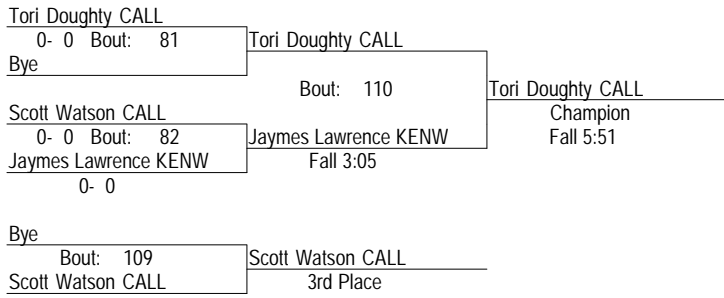 Tori Doughty CALL
0- 0 Bout: 81
Bye
Tori Doughty CALL
Bout: 110
Scott Watson CALL
0- 0 Bout: 82
Jaymes Lawrence KENW
0- 0
Jaymes Lawrence KENW
Fall 3:05
Tori Doughty CALL
Champion
Fall 5:51
Bye
Bout: 109
Scott Watson CALL
Scott Watson CALL
3rd Place